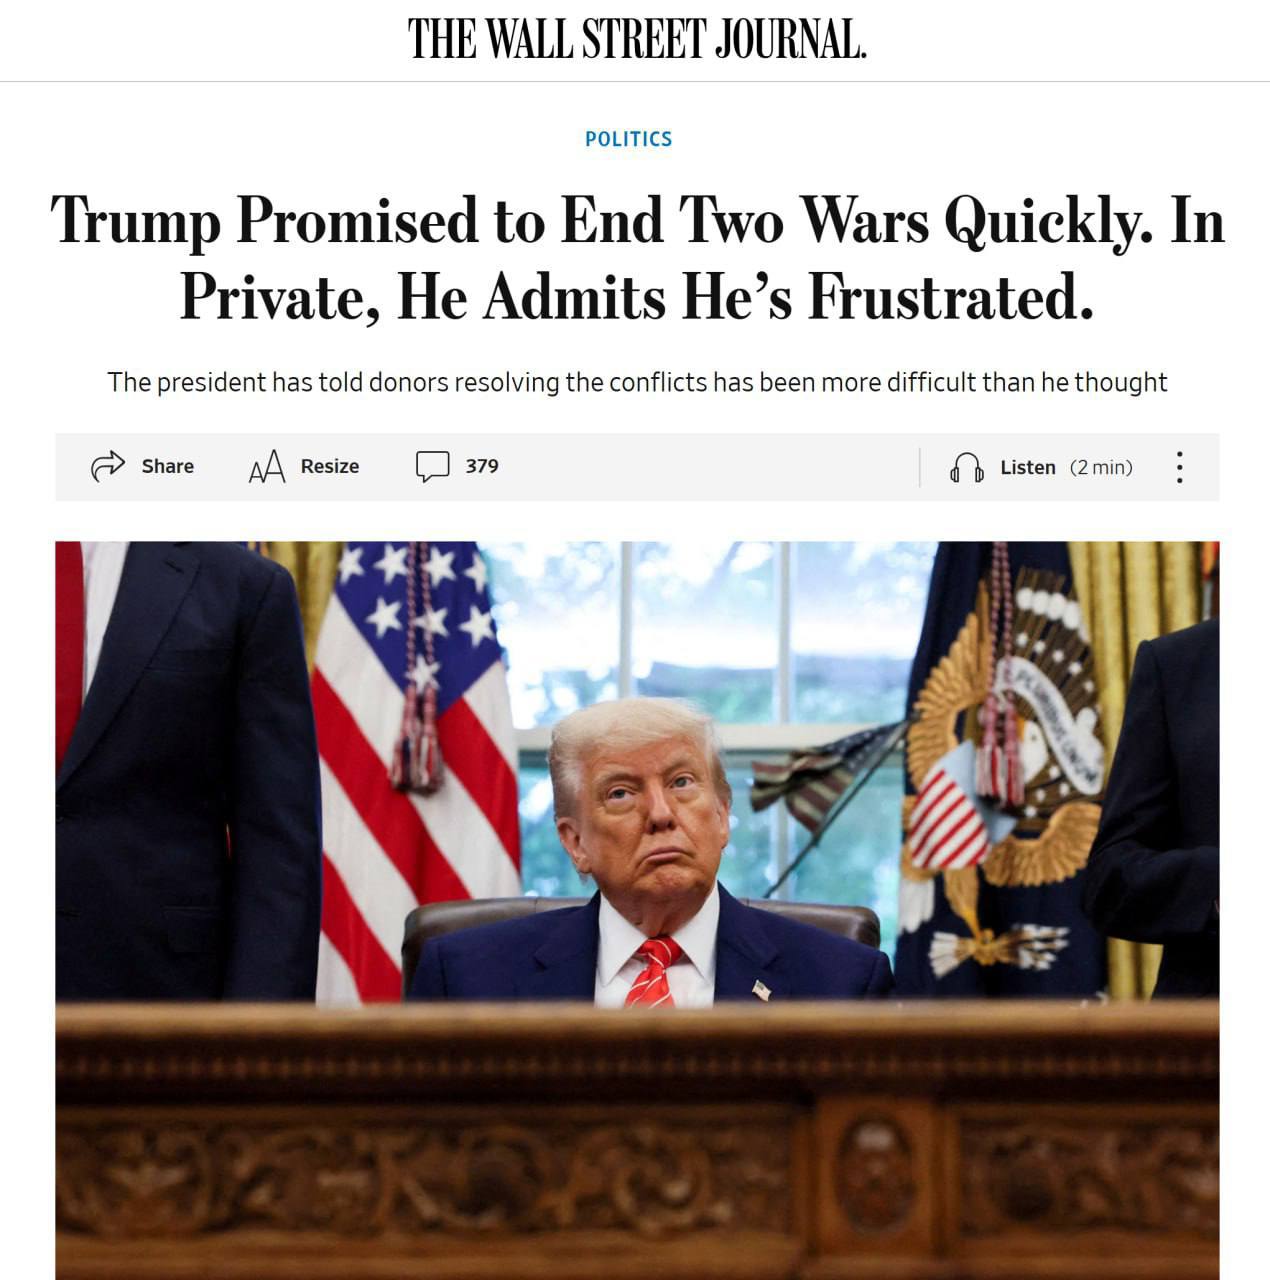 THE WALL STREET JOURNAL.
POLITICS
Trump Promised to End Two Wars Quickly. In
Private, He Admits He’s Frustrated.
The president has told donors resolving the conflicts has been more difficult than he thought
Share
Resize
379
Listen (2 min)
E PLURIBUS UNUM